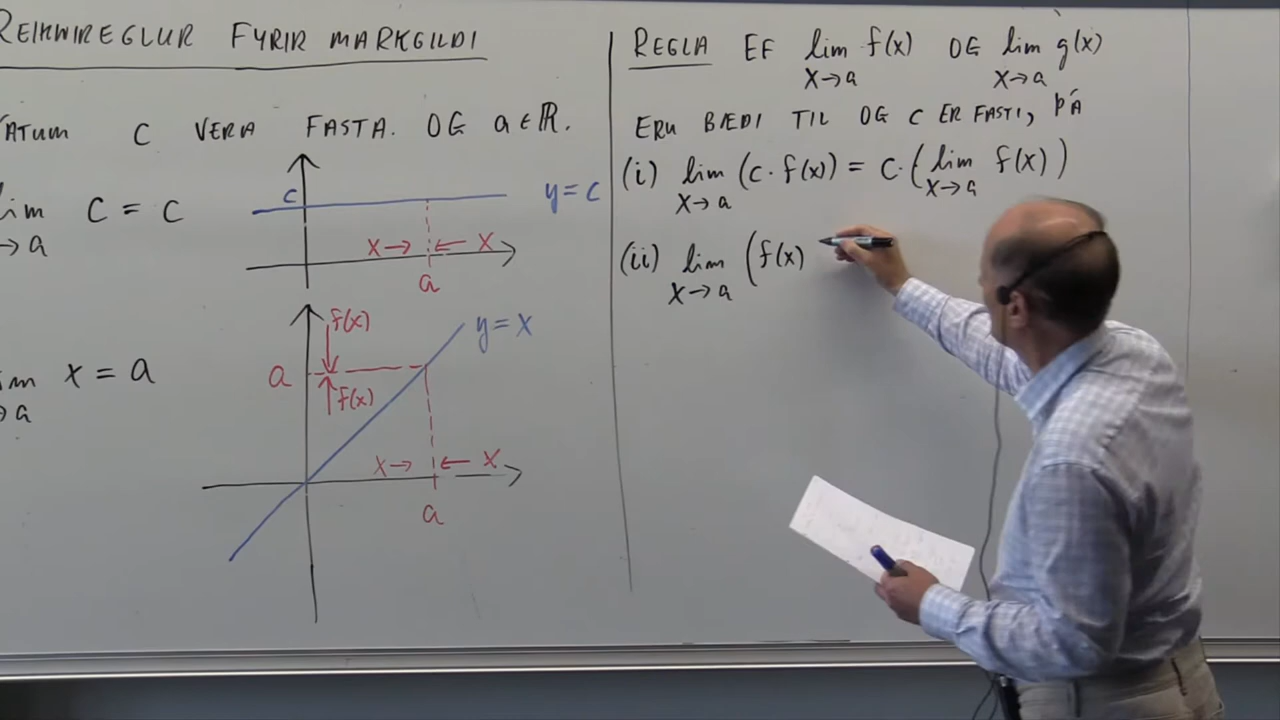 REIKNIREGLUR FYRIR MARKGILDI
LÁTUM C VERA FASTA. OG a ∈ ℝ.
lim C = C
x→a
C
y = C
x→ ← x
a
lim x = a
x→a
f(x)
y = x
a
f(x)
x→ ← x
a
REGLA EF lim f(x) OG lim g(x)
x→a x→a
ERU BÆÐI TIL OG C ER FASTI, ÞÁ
(i) lim (c · f(x)) = C · (lim f(x))
x→a x→a
(ii) lim (f(x)
x→a